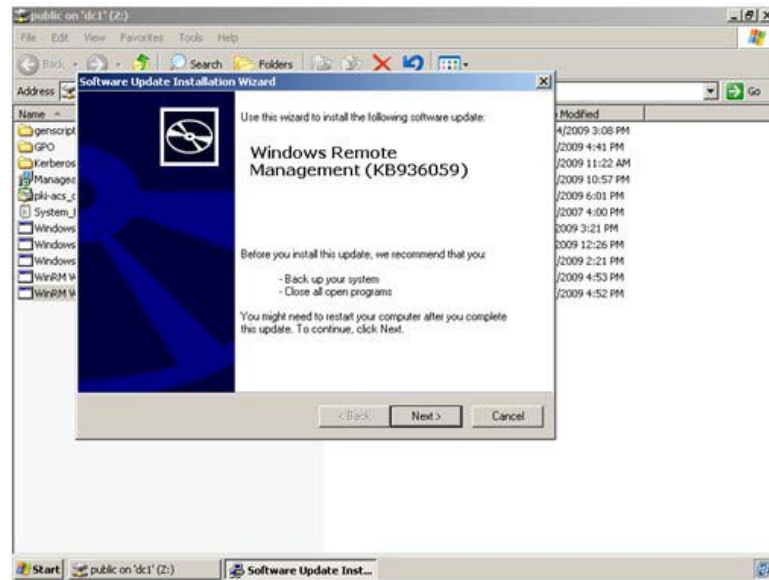 public on 'dc1' (Z:)
File Edit View Favorites Tools Help
Back Search Folders
Address Go
Software Update Installation Wizard
Name Modified
genscript 4/2009 3:08 PM
GPO /2009 4:41 PM
Kerberos /2009 11:22 AM
Managed /2009 10:57 PM
pki-acs_c /2009 6:01 PM
System_ /2007 4:00 PM
Windows 2009 3:21 PM
Windows 2009 12:26 PM
Windows /2009 2:21 PM
WinRM /2009 4:53 PM
WinRM /2009 4:52 PM
Use this wizard to install the following software update:
Windows Remote
Management (KB936059)
Before you install this update, we recommend that you:
- Back up your system
- Close all open programs
You might need to restart your computer after you complete
this update. To continue, click Next.
< Back Next > Cancel
Start public on 'dc1' (Z:) Software Update Inst...